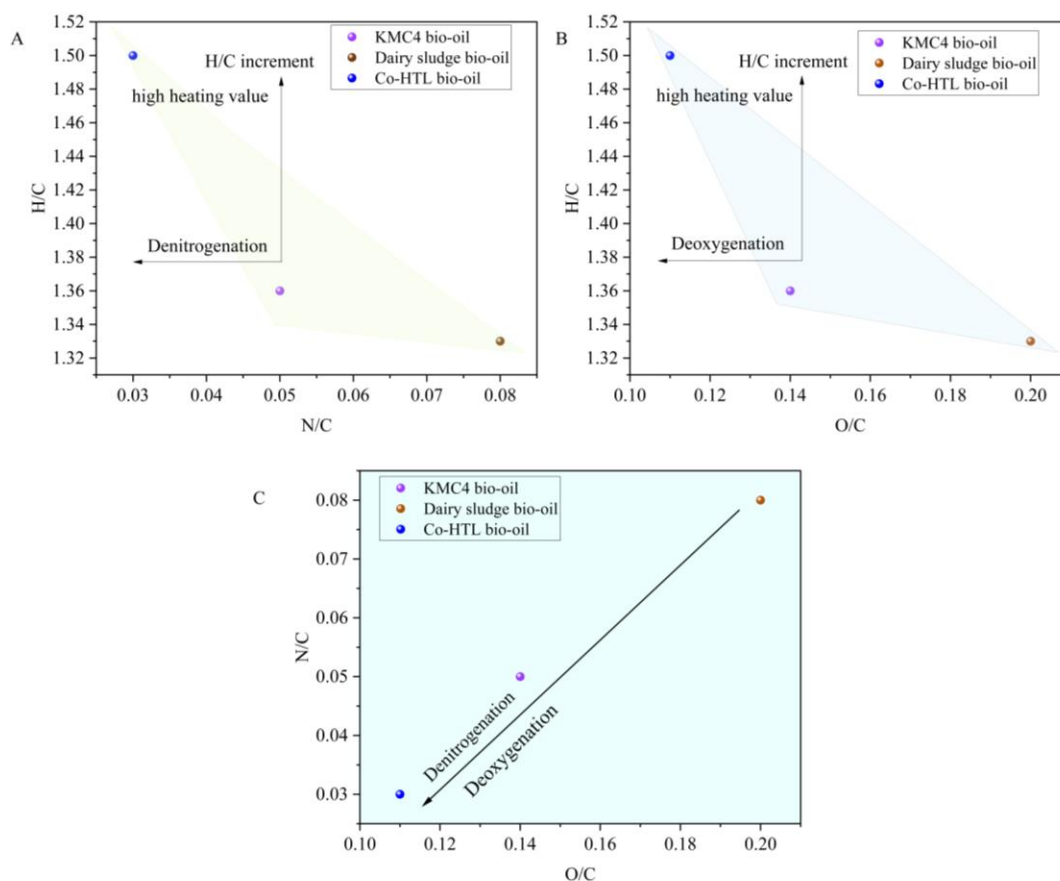 A
KMC4 bio-oil
Dairy sludge bio-oil
Co-HTL bio-oil
H/C increment
high heating value
Denitrogenation
1.52
1.50
1.48
1.46
1.44
1.42
1.40
1.38
1.36
1.34
1.32
H/C
0.03
0.04
0.05
0.06
0.07
0.08
N/C
B
KMC4 bio-oil
Dairy sludge bio-oil
Co-HTL bio-oil
H/C increment
high heating value
Deoxygenation
1.52
1.50
1.48
1.46
1.44
1.42
1.40
1.38
1.36
1.34
1.32
H/C
0.10
0.12
0.14
0.16
0.18
0.20
O/C
C
KMC4 bio-oil
Dairy sludge bio-oil
Co-HTL bio-oil
0.08
0.07
0.06
0.05
0.04
0.03
N/C
Denitrogenation
Deoxygenation
0.10
0.12
0.14
0.16
0.18
0.20
O/C